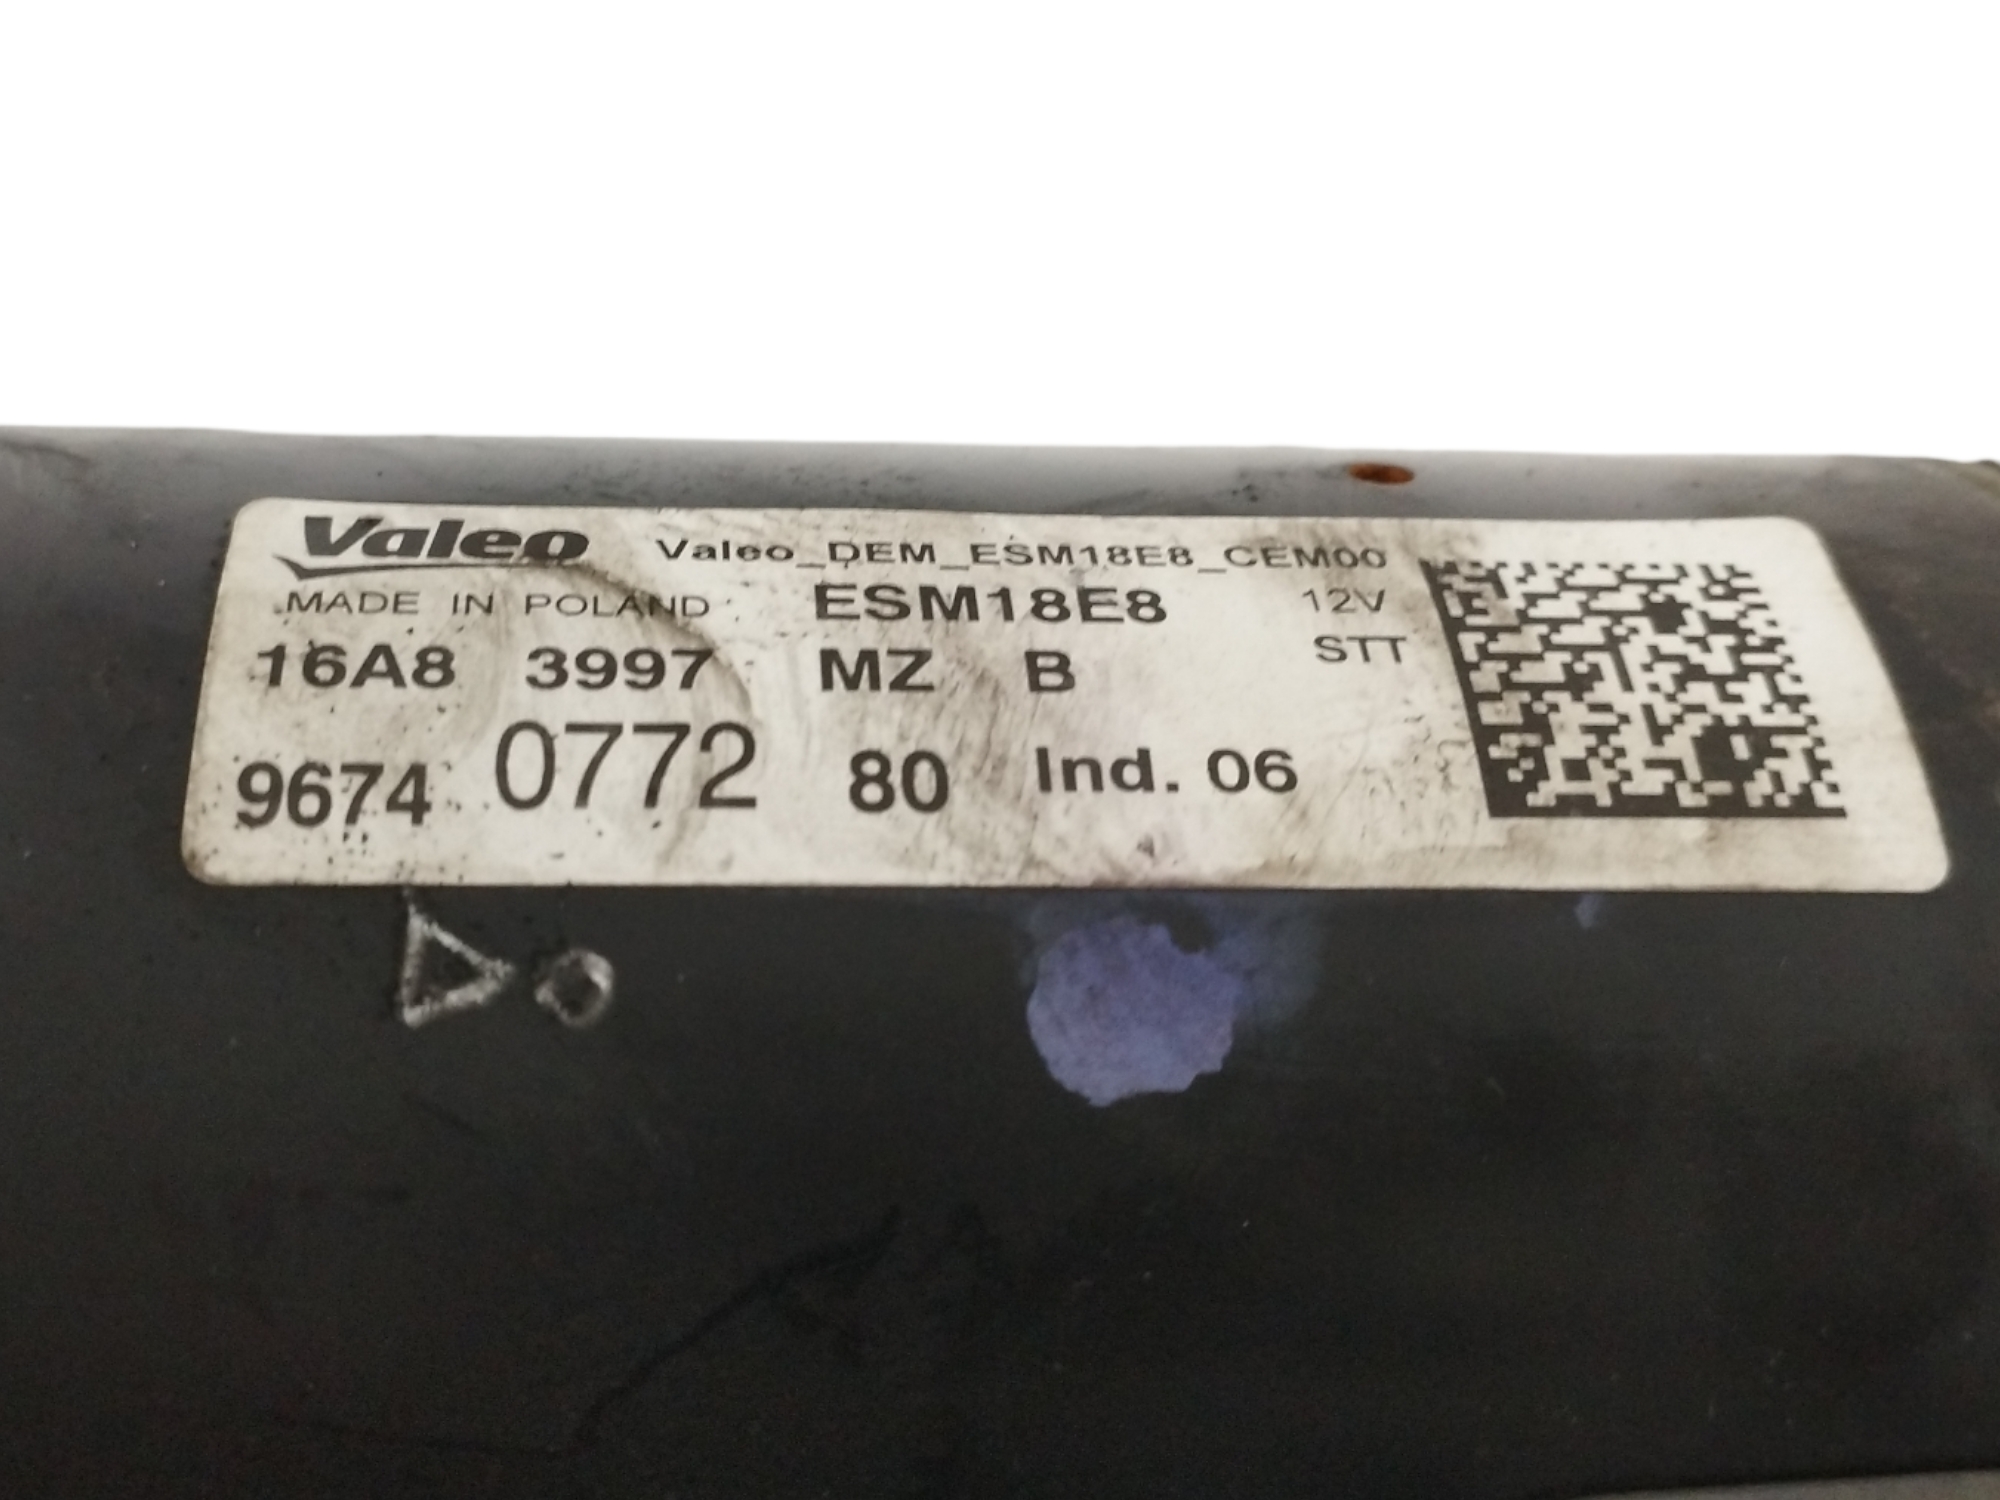 Valeo Valeo_DEM_ESM18E8_CEM00
MADE IN POLAND ESM18E8 12V
16A8 3997 MZ B STT
9674 0772 80 Ind. 06